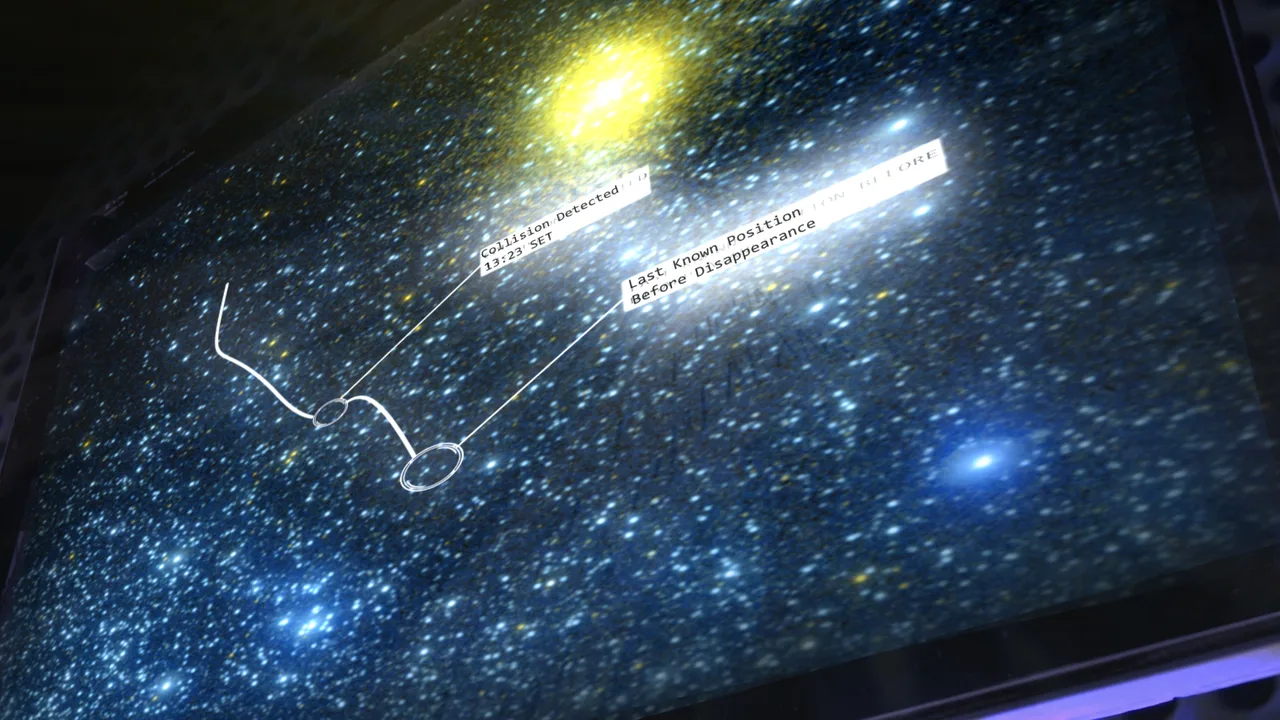 Collision Detected
13:23 SET
Last Known Position
Before Disappearance